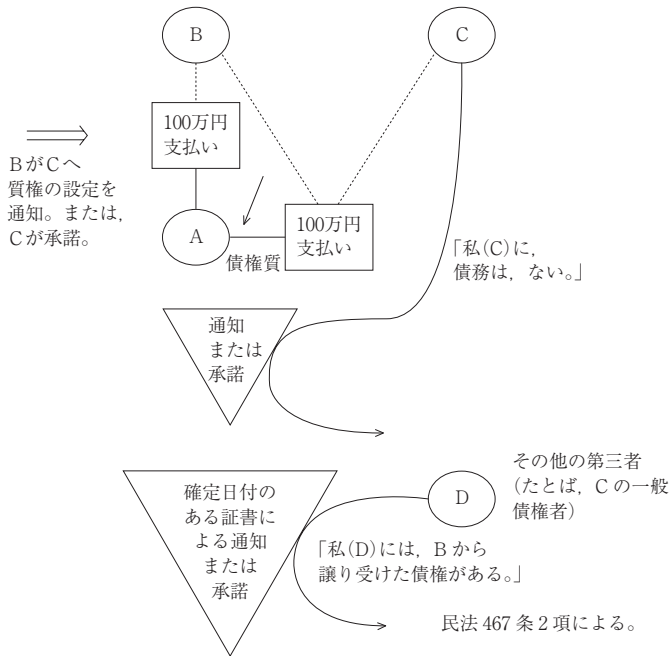 B
C
100万円
支払い
BがCへ
質権の設定を
通知。または，
Cが承諾。
A
債権質
100万円
支払い
「私(C)に，
債務は，ない。」
通知
または
承諾
その他の第三者
(たとば，Cの一般
債権者)
D
確定日付の
ある証書に
よる通知
または
承諾
「私(D)には，Bから
譲り受けた債権がある。」
民法467条2項による。